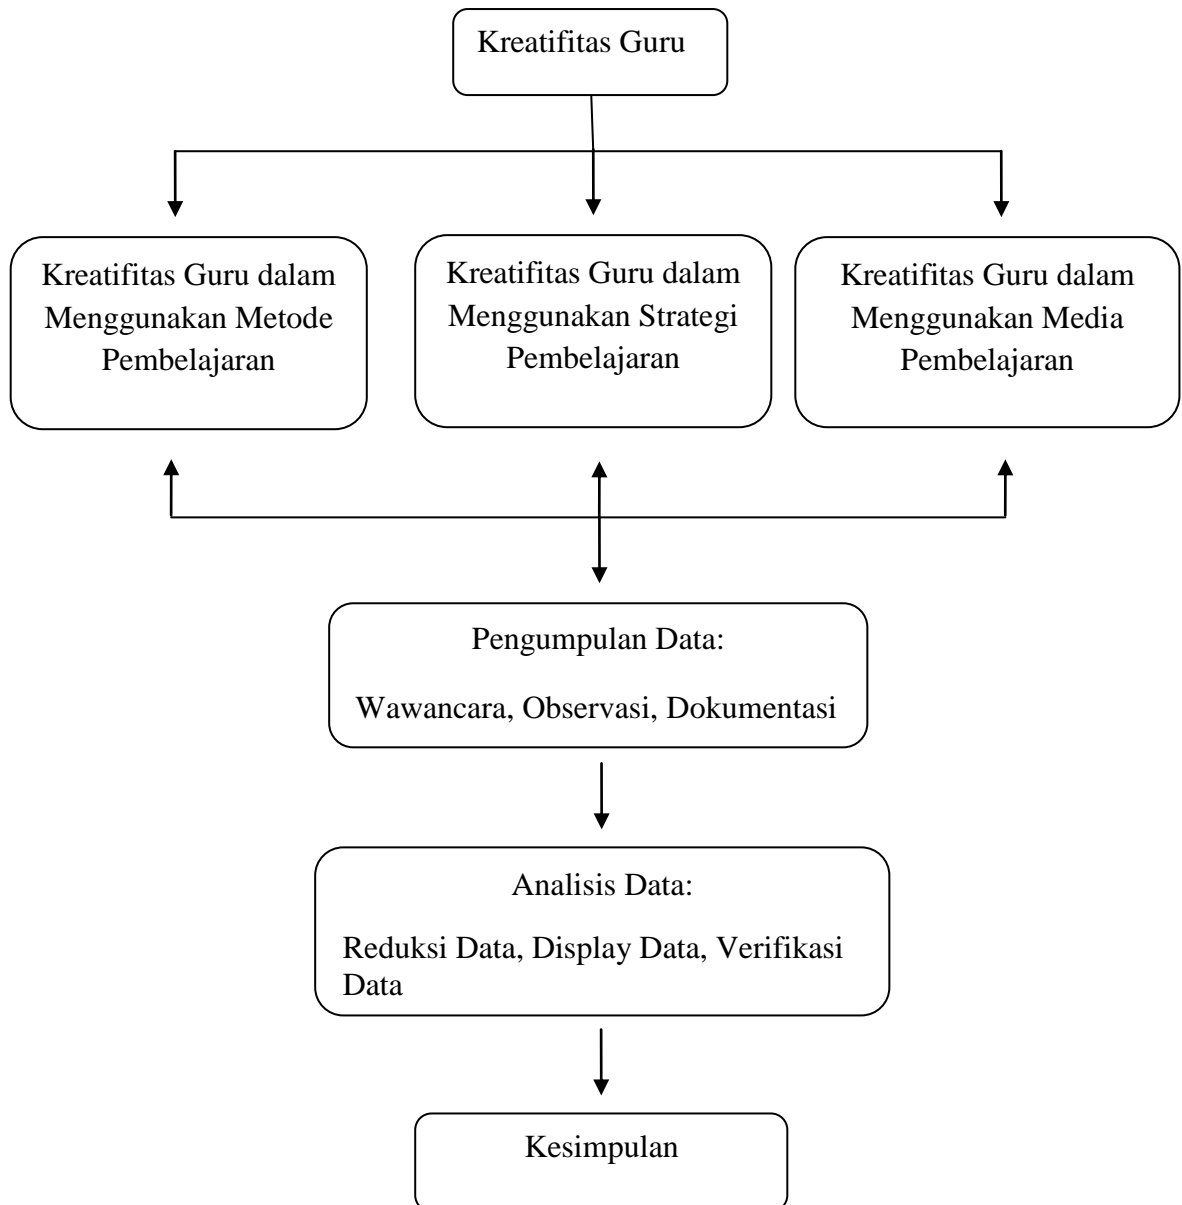 Kreatifitas Guru
Kreatifitas Guru dalam
Menggunakan Metode
Pembelajaran
Kreatifitas Guru dalam
Menggunakan Strategi
Pembelajaran
Kreatifitas Guru dalam
Menggunakan Media
Pembelajaran
Pengumpulan Data:
Wawancara, Observasi, Dokumentasi
Analisis Data:
Reduksi Data, Display Data, Verifikasi
Data
Kesimpulan